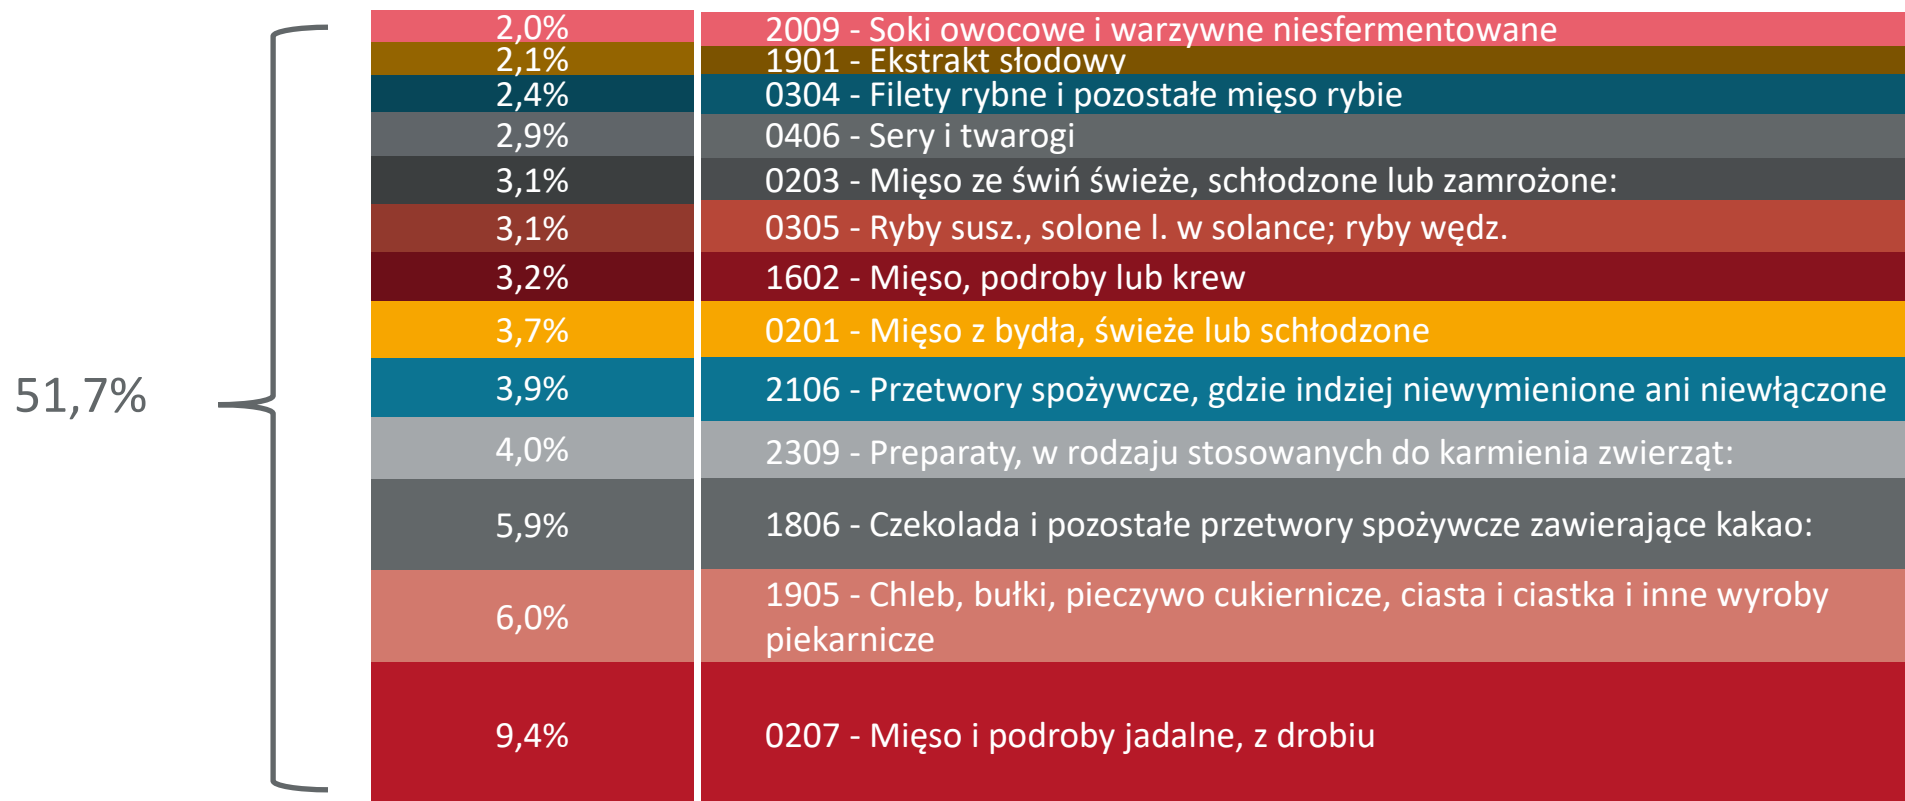 2,0% 2009 - Soki owocowe i warzywne niesfermentowane
2,1% 1901 - Ekstrakt słodowy
2,4% 0304 - Filety rybne i pozostałe mięso rybie
2,9% 0406 - Sery i twarogi
3,1% 0203 - Mięso ze świń świeże, schłodzone lub zamrożone:
3,1% 0305 - Ryby susz., solone l. w solance; ryby wędz.
3,2% 1602 - Mięso, podroby lub krew
3,7% 0201 - Mięso z bydła, świeże lub schłodzone
51,7%
3,9% 2106 - Przetwory spożywcze, gdzie indziej niewymienione ani niewłączone
4,0% 2309 - Preparaty, w rodzaju stosowanych do karmienia zwierząt:
5,9% 1806 - Czekolada i pozostałe przetwory spożywcze zawierające kakao:
6,0% 1905 - Chleb, bułki, pieczywo cukiernicze, ciasta i ciastka i inne wyroby
piekarnicze
9,4% 0207 - Mięso i podroby jadalne, z drobiu